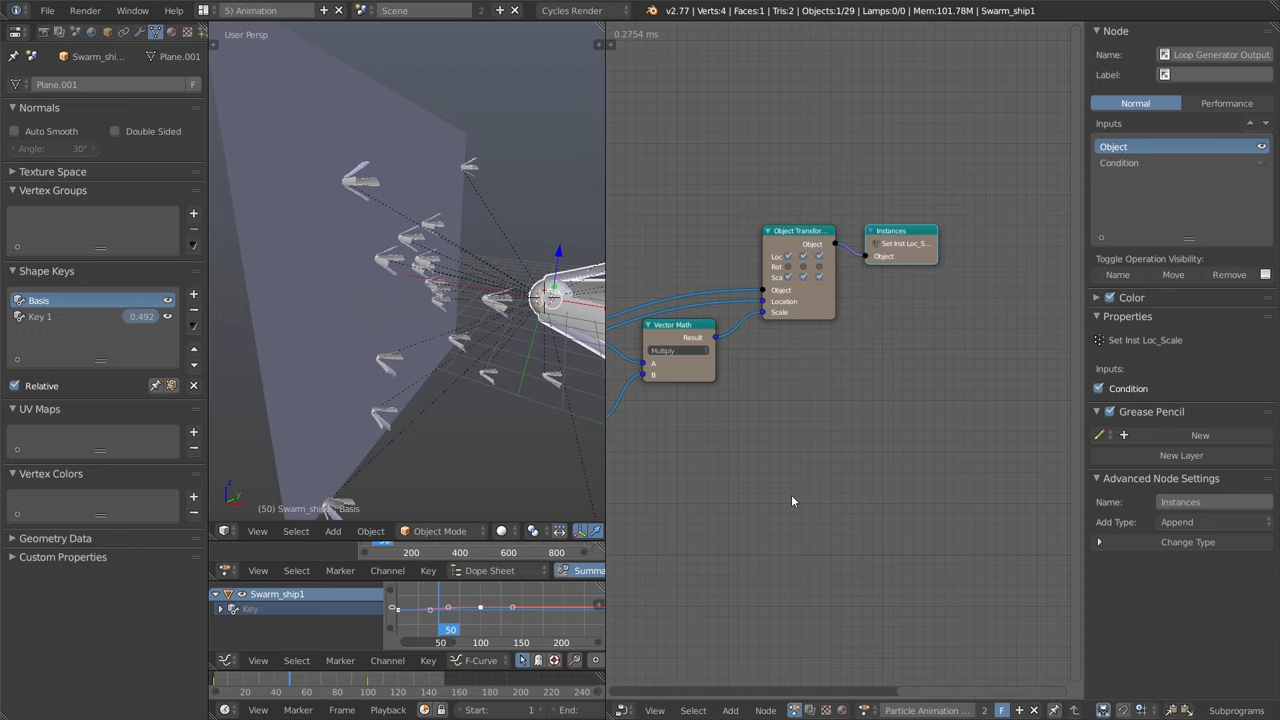 File Render Window Help 5) Animation Scene 2 Cycles Render v2.77 | Verts:4 | Faces:1 | Tris:2 | Objects:1/29 | Lamps:0/0 | Mem:101.78M | Swarm_ship1
Swarm_shi... Plane.001
Plane.001 F
Normals
Auto Smooth Double Sided
Angle: 30°
Texture Space
Vertex Groups
Shape Keys
Basis
Key 1 0.492
Relative
UV Maps
Vertex Colors
Geometry Data
Custom Properties
User Persp
(50) Swarm_ship1 : Basis
View Select Add Object Object Mode
200 400 600 800
View Select Marker Channel Key Dope Sheet Summa
Swarm_ship1
Key
50
50 100 150 200
View Select Marker Channel Key F-Curve
20 40 60 80 100 120 140 160 180 200 220 240 260 280
View Marker Frame Playback Start: 1 End:
0.2754 ms
Object Transfor...
Object
Loc
Rot
Sca
Object
Location
Scale
Instances
Set Inst Loc_S...
Object
Vector Math
Result
Multiply
A
B
View Select Add Node Particle Animation ... 2 F Subprograms
Node
Name: Loop Generator Output
Label:
Normal Performance
Inputs
Object
Condition
Toggle Operation Visibility:
Name Move Remove
Color
Properties
Set Inst Loc_Scale
Inputs:
Condition
Grease Pencil
New
New Layer
Advanced Node Settings
Name: Instances
Add Type: Append
Change Type